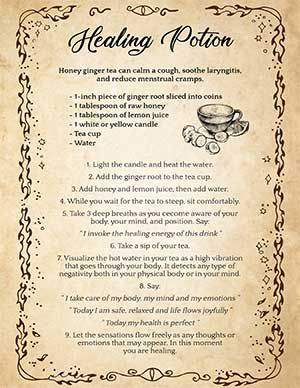 Healing Potion
Honey ginger tea can calm a cough, soothe laryngitis,
and reduce menstrual cramps.
- 1-inch piece of ginger root sliced into coins
- 1 tablespoon of raw honey
- 1 tablespoon of lemon juice
- 1 white or yellow candle
- Tea cup
- Water
1. Light the candle and heat the water.
2. Add the ginger root to the tea cup.
3. Add honey and lemon juice, then add water.
4. While you wait for the tea to steep, sit comfortably.
5. Take 3 deep breaths as you cecome aware of your
body, your mind, and position. Say:
" I invoke the healing energy of this drink "
6. Take a sip of your tea.
7. Visualize the hot water in your tea as a high vibration
that goes through your body. It detects any type of
negativity both in your physical body or in your mind.
8. Say:
" I take care of my body, my mind and my emotions "
" Today I am safe, relaxed and life flows joyfully "
" Today my health is perfect "
9. Let the sensations flow freely as any thoughts or
emotions that may appear, In this moment
you are healing.